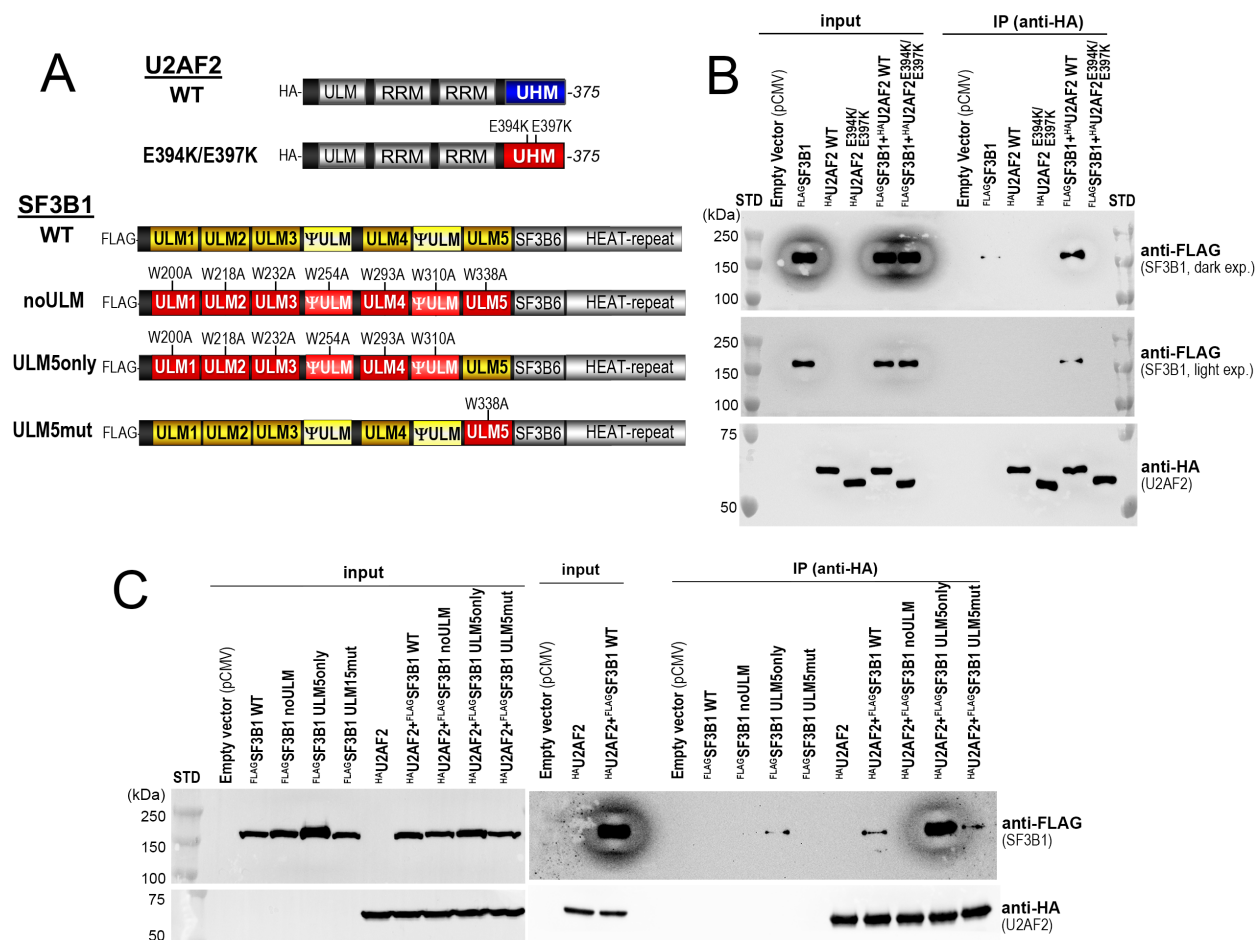 A
U2AF2
WT
HA- ULM RRM RRM UHM -375
E394K E397K
E394K/E397K HA- ULM RRM RRM UHM -375
SF3B1
WT FLAG- ULM1 ULM2 ULM3 ΨULM ULM4 ΨULM ULM5 SF3B6 HEAT-repeat
W200A W218A W232A W254A W293A W310A W338A
noULM FLAG- ULM1 ULM2 ULM3 ΨULM ULM4 ΨULM ULM5 SF3B6 HEAT-repeat
W200A W218A W232A W254A W293A W310A
ULM5only FLAG- ULM1 ULM2 ULM3 ΨULM ULM4 ΨULM ULM5 SF3B6 HEAT-repeat
W338A
ULM5mut FLAG- ULM1 ULM2 ULM3 ΨULM ULM4 ΨULM ULM5 SF3B6 HEAT-repeat
B
input
IP (anti-HA)
STD
Empty Vector (pCMV)
FLAGSF3B1
HAU2AF2 WT
HAU2AF2 E394K/E397K
FLAGSF3B1+HAU2AF2 WT
FLAGSF3B1+HAU2AF2 E394K/E397K
Empty Vector (pCMV)
FLAGSF3B1
HAU2AF2 WT
HAU2AF2 E394K/E397K
FLAGSF3B1+HAU2AF2 WT
FLAGSF3B1+HAU2AF2 E394K/E397K
STD
(kDa)
250
150
100
anti-FLAG
(SF3B1, dark exp.)
250
150
100
anti-FLAG
(SF3B1, light exp.)
75
50
anti-HA
(U2AF2)
C
input
input
IP (anti-HA)
STD
Empty vector (pCMV)
FLAGSF3B1 WT
FLAGSF3B1 noULM
FLAGSF3B1 ULM5only
FLAGSF3B1 ULM15mut
HAU2AF2
HAU2AF2+FLAGSF3B1 WT
HAU2AF2+FLAGSF3B1 noULM
HAU2AF2+FLAGSF3B1 ULM5only
HAU2AF2+FLAGSF3B1 ULM5mut
Empty vector (pCMV)
HAU2AF2
HAU2AF2+FLAGSF3B1 WT
Empty vector (pCMV)
FLAGSF3B1 WT
FLAGSF3B1 noULM
FLAGSF3B1 ULM5only
FLAGSF3B1 ULM5mut
HAU2AF2
HAU2AF2+FLAGSF3B1 WT
HAU2AF2+FLAGSF3B1 noULM
HAU2AF2+FLAGSF3B1 ULM5only
HAU2AF2+FLAGSF3B1 ULM5mut
(kDa)
250
150
100
anti-FLAG
(SF3B1)
75
50
anti-HA
(U2AF2)